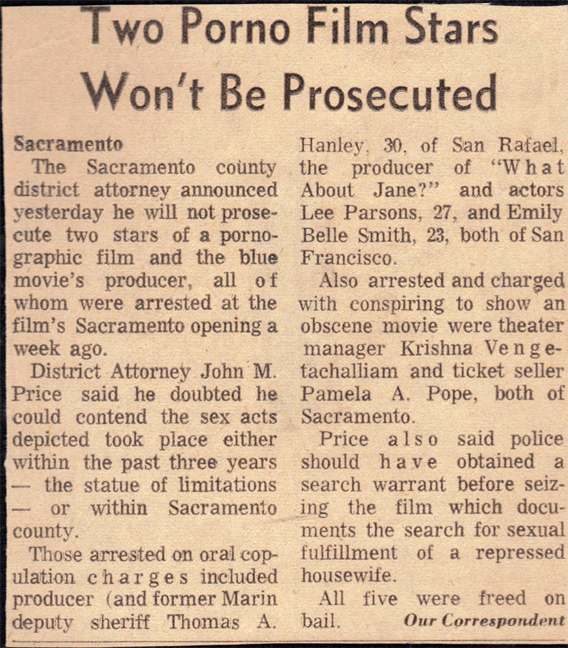 Two Porno Film Stars
Won't Be Prosecuted
Sacramento
The Sacramento county
district attorney announced
yesterday he will not prose-
cute two stars of a porno-
graphic film and the blue
movie's producer, all of
whom were arrested at the
film's Sacramento opening a
week ago.
District Attorney John M.
Price said he doubted he
could contend the sex acts
depicted took place either
within the past three years
— the statue of limitations
— or within Sacramento
county.
Those arrested on oral cop-
ulation charges included
producer (and former Marin
deputy sheriff Thomas A.
Hanley, 30, of San Rafael,
the producer of "What
About Jane?" and actors
Lee Parsons, 27, and Emily
Belle Smith, 23, both of San
Francisco.
Also arrested and charged
with conspiring to show an
obscene movie were theater
manager Krishna Venge-
tachalliam and ticket seller
Pamela A. Pope, both of
Sacramento.
Price also said police
should have obtained a
search warrant before seiz-
ing the film which docu-
ments the search for sexual
fulfillment of a repressed
housewife.
All five were freed on
bail. Our Correspondent